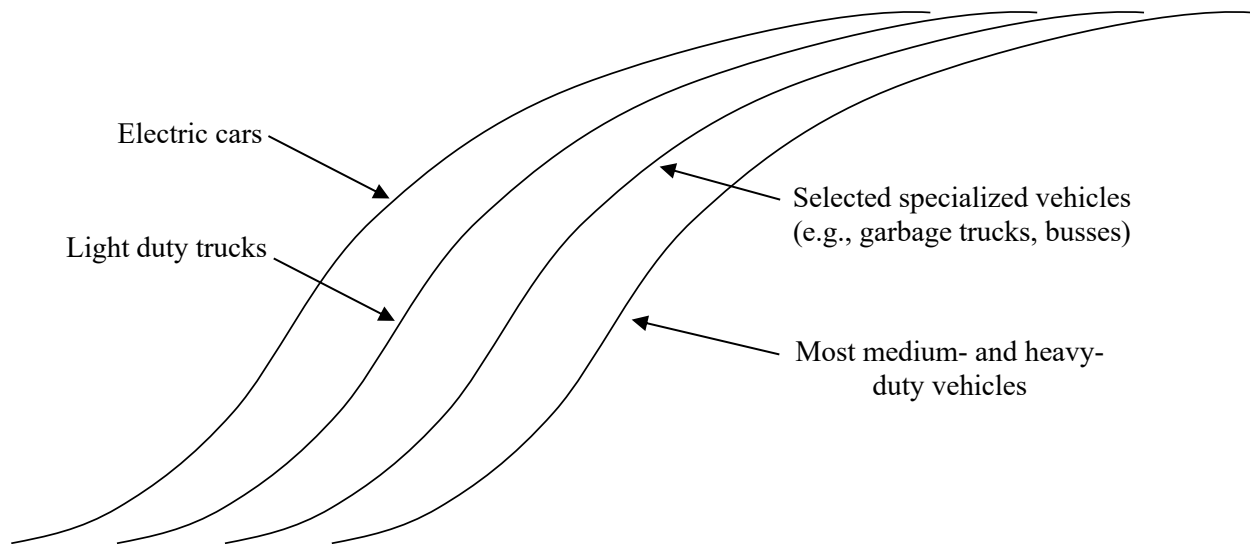 Electric cars
Light duty trucks
Selected specialized vehicles
(e.g., garbage trucks, busses)
Most medium- and heavy-
duty vehicles